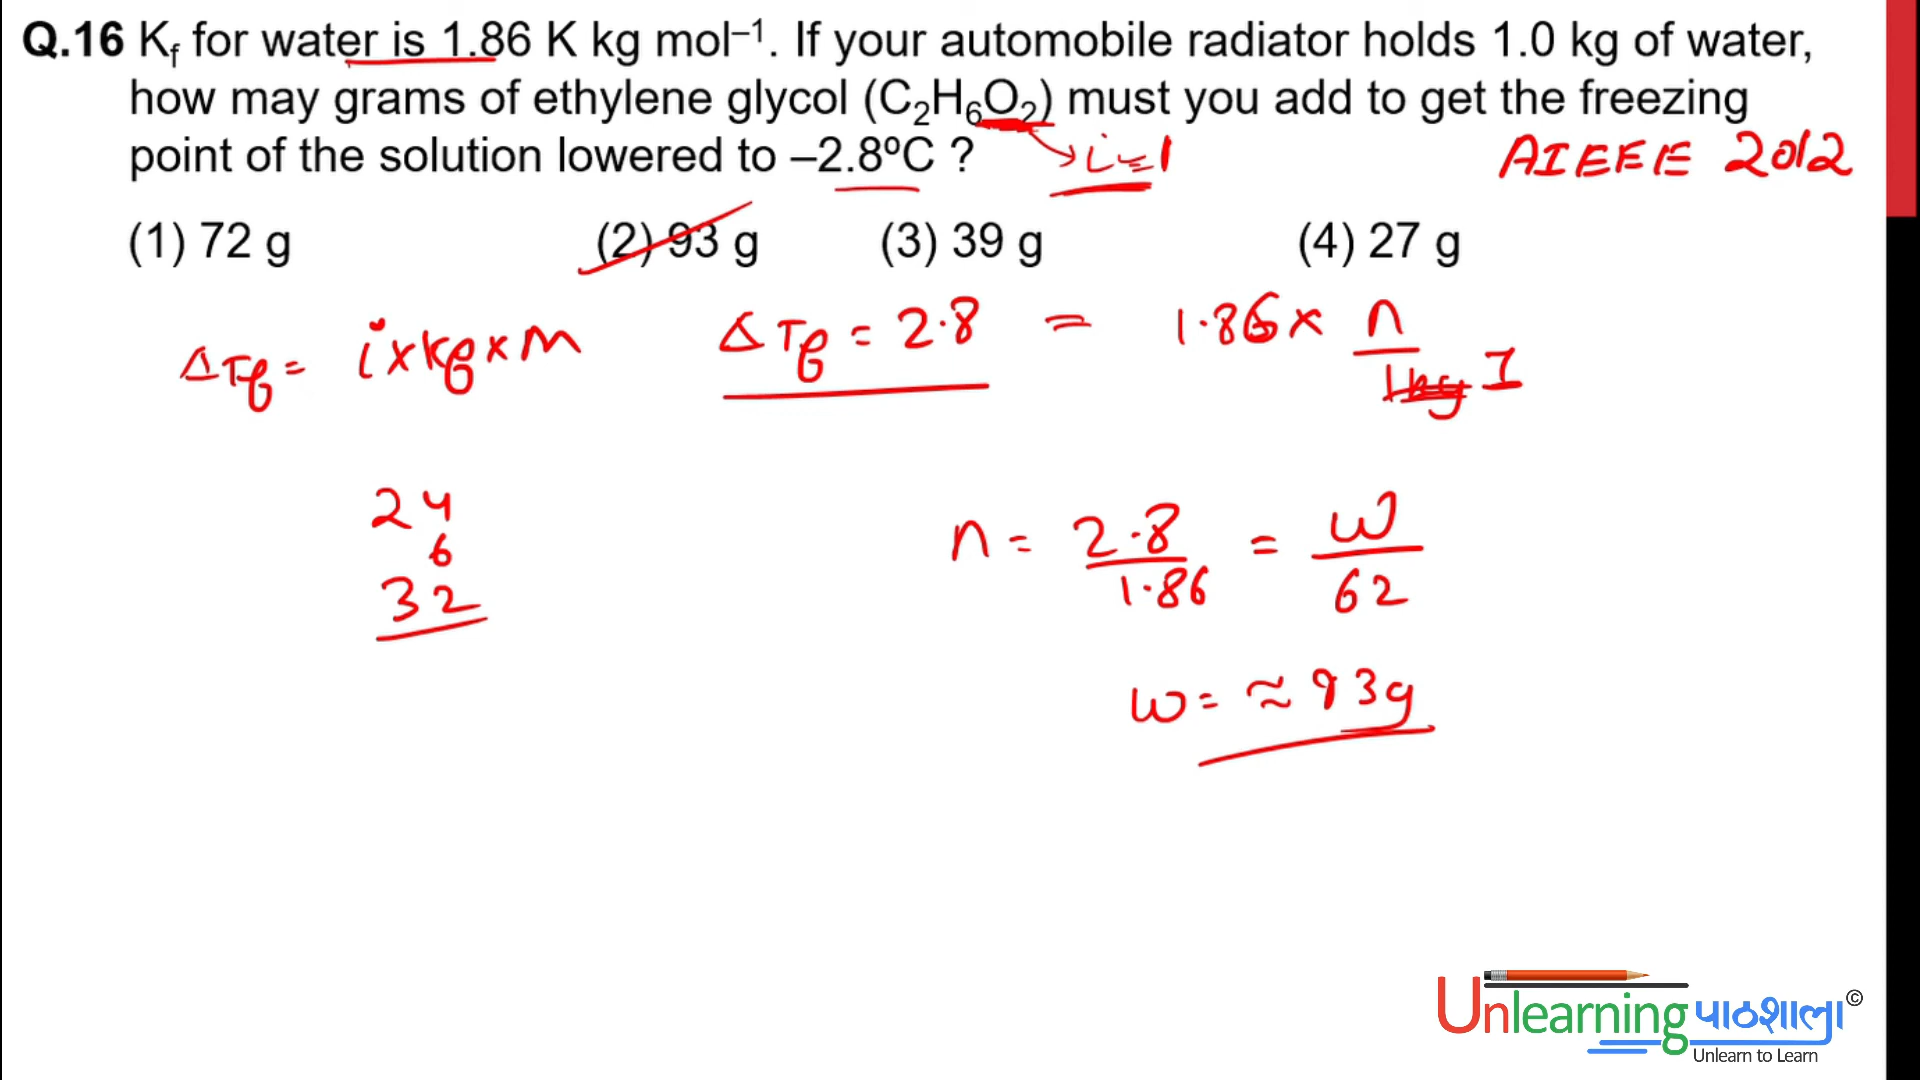 Q.16 Kf for water is 1.86 K kg mol⁻¹. If your automobile radiator holds 1.0 kg of water,
how may grams of ethylene glycol (C₂H₆O₂) must you add to get the freezing
point of the solution lowered to –2.8ºC ?
i=1
AIEEE 2012
(1) 72 g (2) 93 g (3) 39 g (4) 27 g
ΔTf = i×kf×m
ΔTf = 2.8 = 1.86× n / 1kg 1
24
6
32
n = 2.8 / 1.86 = w / 62
w = ≈ 93g
Unlearning पाठशाला ©
Unlearn to Learn